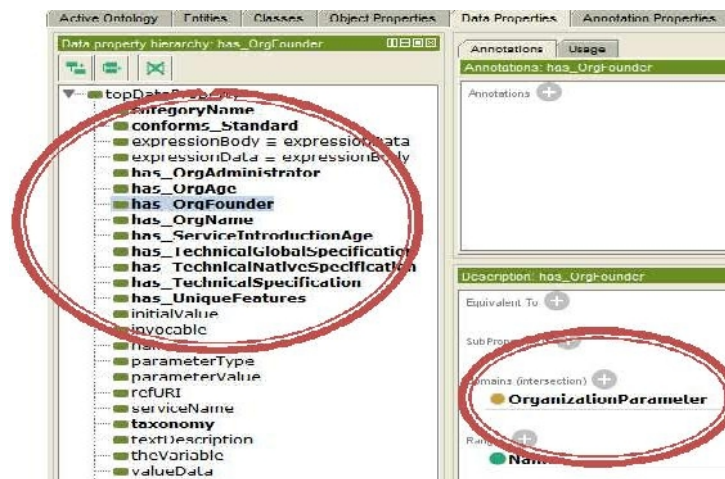 Active Ontology Entities Classes Object Properties Data Properties Annotation Properties
Data property hierarchy: has_OrgFounder
Annotations Usage
Annotations: has_OrgFounder
Annotations
categoryName
conforms_Standard
expressionBody ≡ expressionData
expressionData ≡ expressionBody
has_OrgAdministrator
has_OrgAge
has_OrgFounder
has_OrgName
has_ServiceIntroductionAge
has_TechnicalGlobalSpecification
has_TechnicalNativeSpecification
has_TechnicalSpecification
has_UniqueFeatures
initialValue
invocable
parameterType
parameterValue
refURI
serviceName
taxonomy
textDescription
theVariable
valueData
Description: has_OrgFounder
Equivalent To
Domains (intersection)
OrganizationParameter